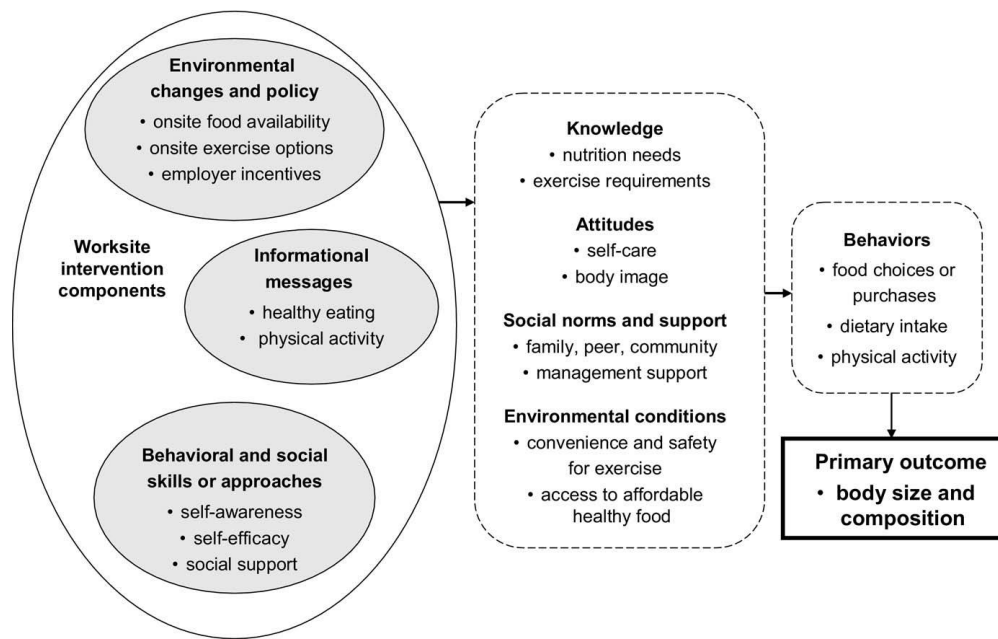 Environmental
changes and policy
• onsite food availability
• onsite exercise options
• employer incentives
Worksite
intervention
components
Informational
messages
• healthy eating
• physical activity
Behavioral and social
skills or approaches
• self-awareness
• self-efficacy
• social support
Knowledge
• nutrition needs
• exercise requirements
Attitudes
• self-care
• body image
Social norms and support
• family, peer, community
• management support
Environmental conditions
• convenience and safety
for exercise
• access to affordable
healthy food
Behaviors
• food choices or
purchases
• dietary intake
• physical activity
Primary outcome
• body size and
composition